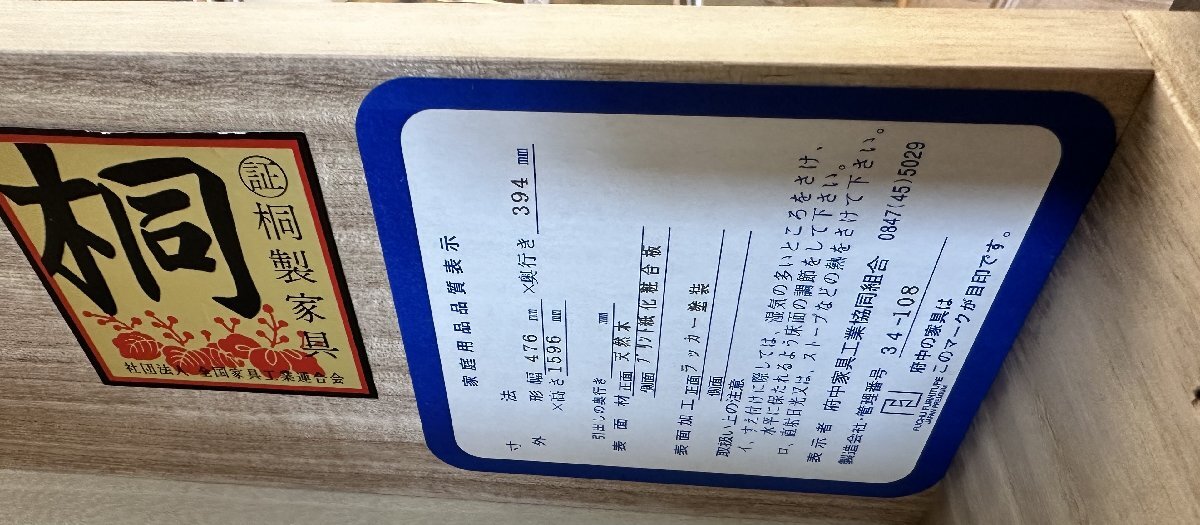 桐
証
桐製家具
社団法人 全国家具工業連合会
家庭用品品質表示
寸 法
外 形 幅 476 mm ×奥行き 394 mm
×高さ 1596 mm
引出しの奥行き mm
表面材 正面 天然木
側面 プリント紙化粧合板
表面加工 正面 ラッカー塗装
側面
取扱い上の注意
イ、すえ付けに際しては、湿気の多いところをさけ、
水平に保たれるよう床面の調節をして下さい。
ロ、直射日光又は、ストーブなどの熱をさけて下さい。
表示者 府中家具工業協同組合 0847(45)5029
製造会社・管理番号 34-108
府中の家具は
このマークが目印です。
FUCHU FURNITURE
JAPAN PREMIUM